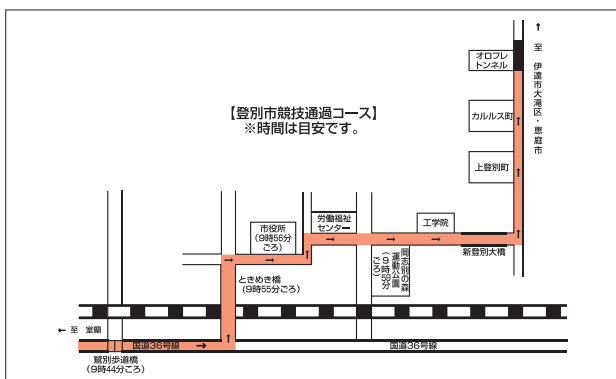 【登別市競技通過コース】
※時間は目安です。
↑
至 伊達市大滝区・恵庭市
オロフレ
トンネル
カルルス町
上登別町
新登別大橋
工学院
労働福祉
センター
市役所
(9時56分
ごろ)
岡志別の森
運動公園
(9時59分
ごろ)
ときめき橋
(9時55分ごろ)
← 至 室蘭
国道36号線
国道36号線
鷲別歩道橋
(9時44分ごろ)